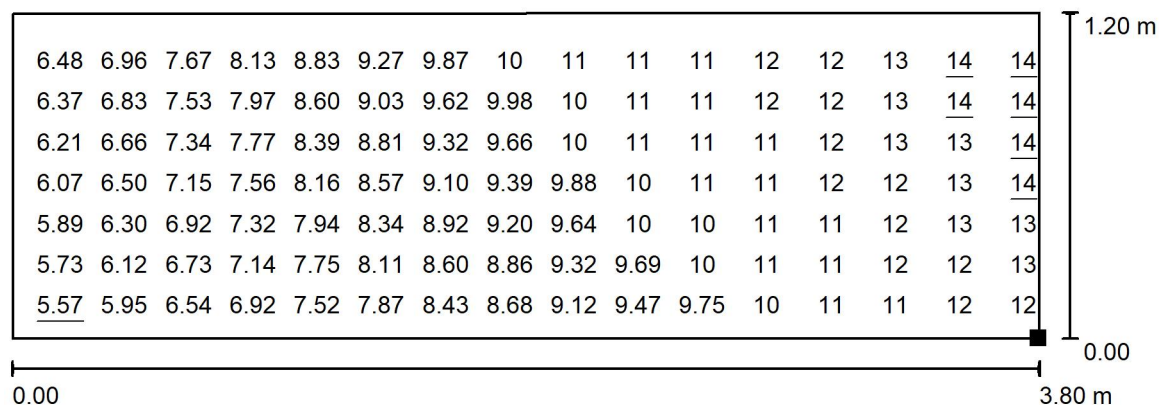 1.20 m
6.48 6.96 7.67 8.13 8.83 9.27 9.87 10 11 11 11 12 12 13 14 14
6.37 6.83 7.53 7.97 8.60 9.03 9.62 9.98 10 11 11 12 12 13 14 14
6.21 6.66 7.34 7.77 8.39 8.81 9.32 9.66 10 11 11 11 12 13 13 14
6.07 6.50 7.15 7.56 8.16 8.57 9.10 9.39 9.88 10 11 11 12 12 13 14
5.89 6.30 6.92 7.32 7.94 8.34 8.92 9.20 9.64 10 10 11 11 12 13 13
5.73 6.12 6.73 7.14 7.75 8.11 8.60 8.86 9.32 9.69 10 11 11 12 12 13
5.57 5.95 6.54 6.92 7.52 7.87 8.43 8.68 9.12 9.47 9.75 10 11 11 12 12
0.00
0.00 3.80 m